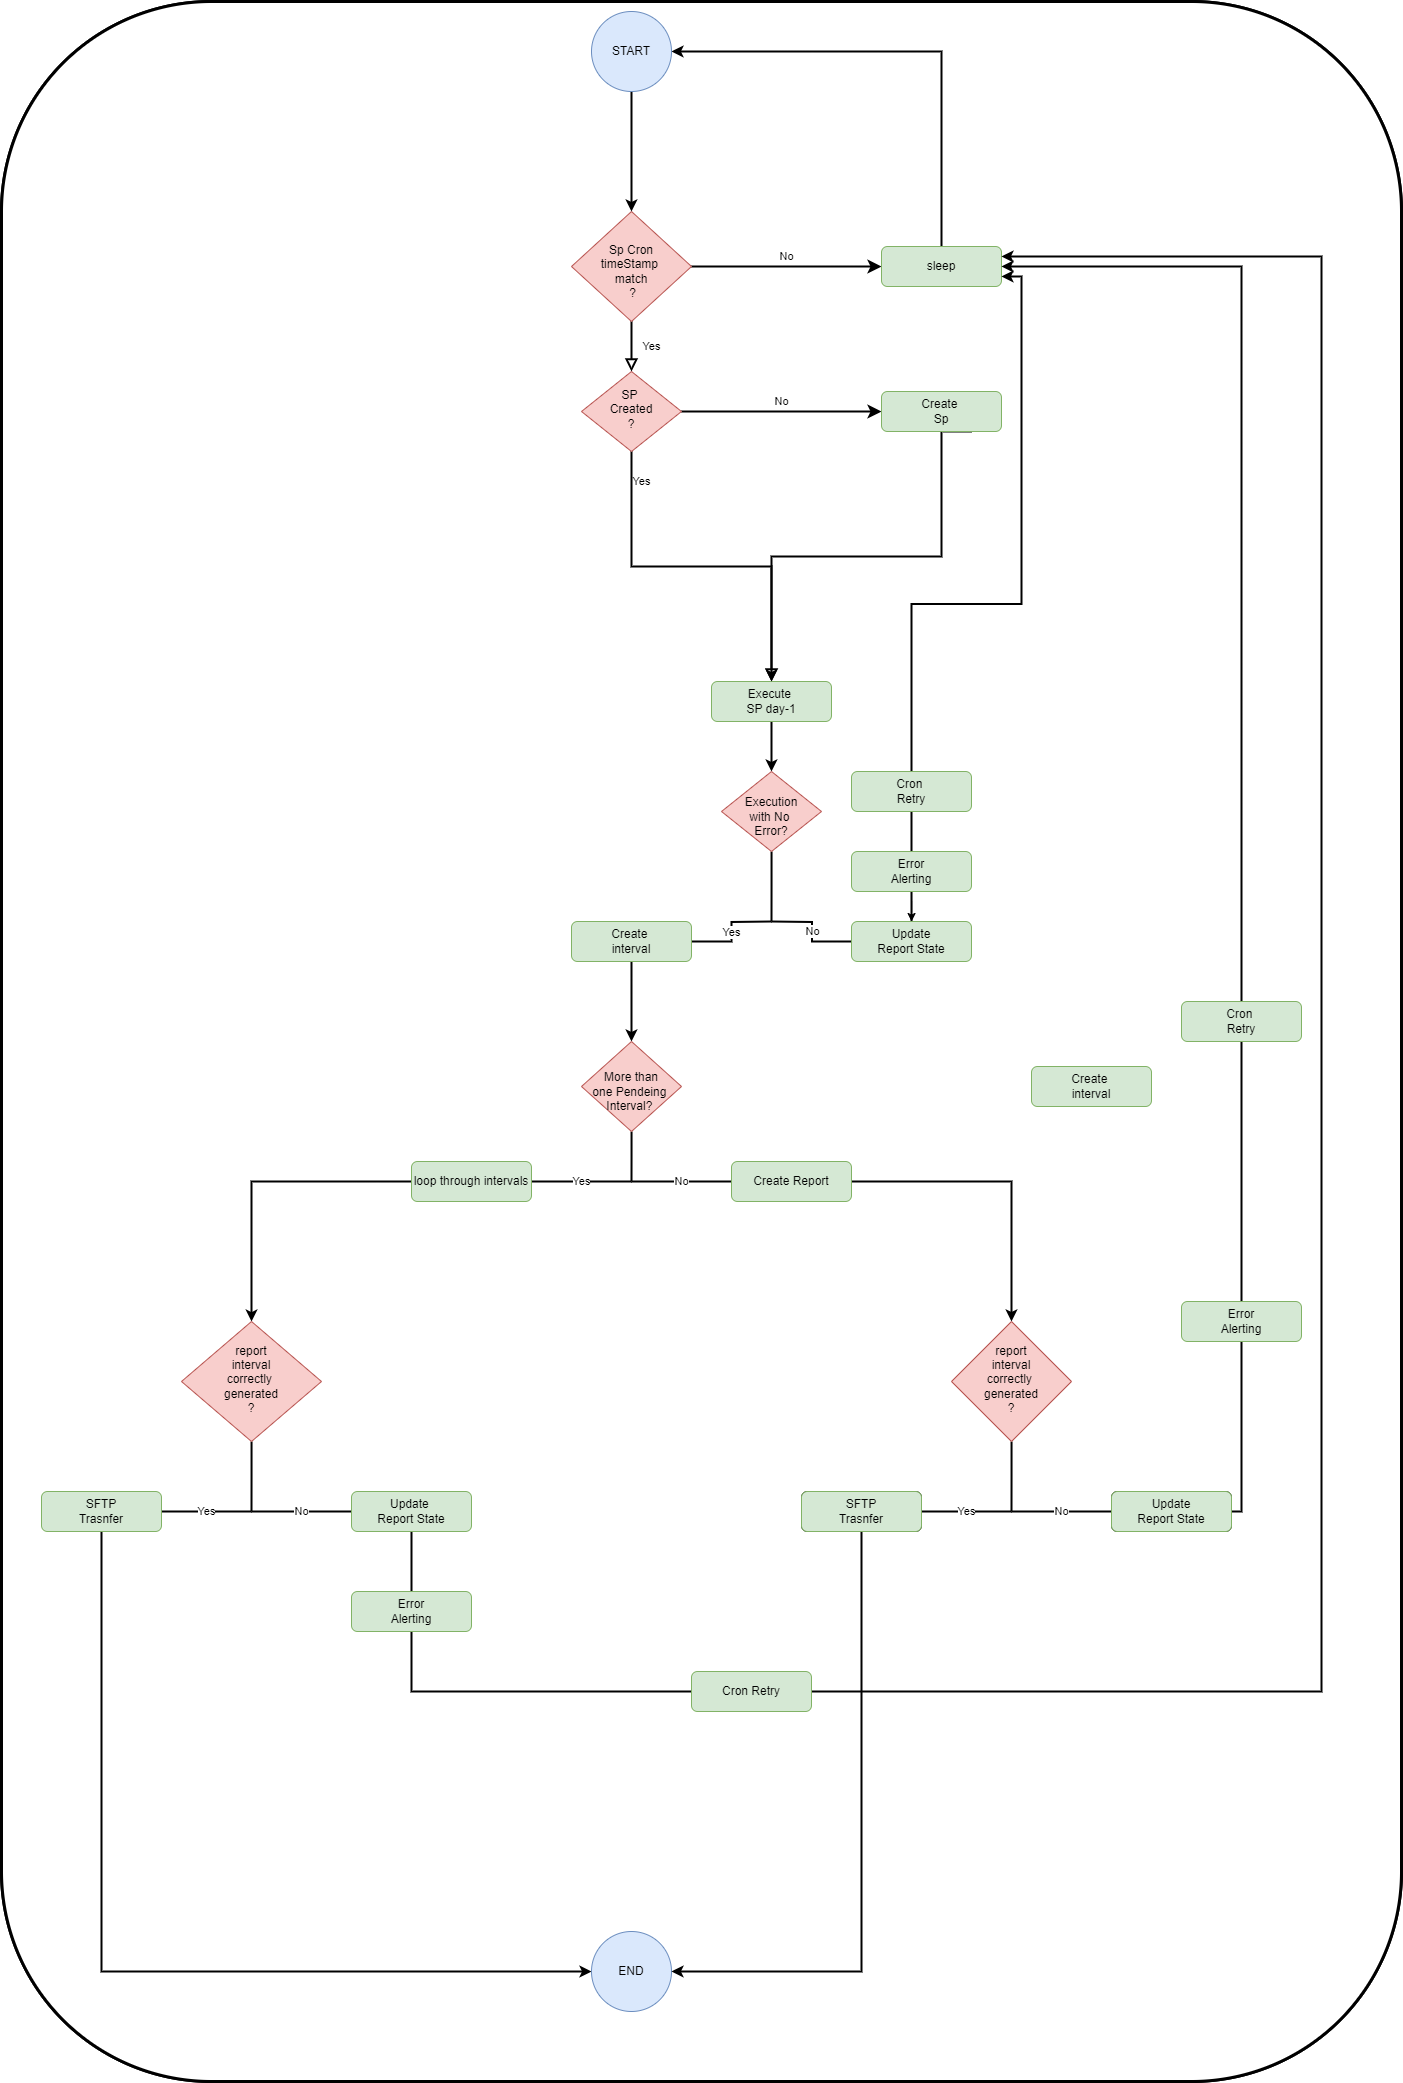 START
Sp Cron
timeStamp
match
?
No
sleep
Yes
SP
Created
?
No
Create
Sp
Yes
Execute
SP day-1
Execution
with No
Error?
Cron
Retry
Error
Alerting
Create
interval
Yes
No
Update
Report State
Cron
Retry
More than
one Pendeing
Interval?
Create
interval
loop through intervals
Yes
No
Create Report
Error
Alerting
report
interval
correctly
generated
?
report
interval
correctly
generated
?
SFTP
Trasnfer
Yes
No
Update
Report State
SFTP
Trasnfer
Yes
No
Update
Report State
Error
Alerting
Cron Retry
END